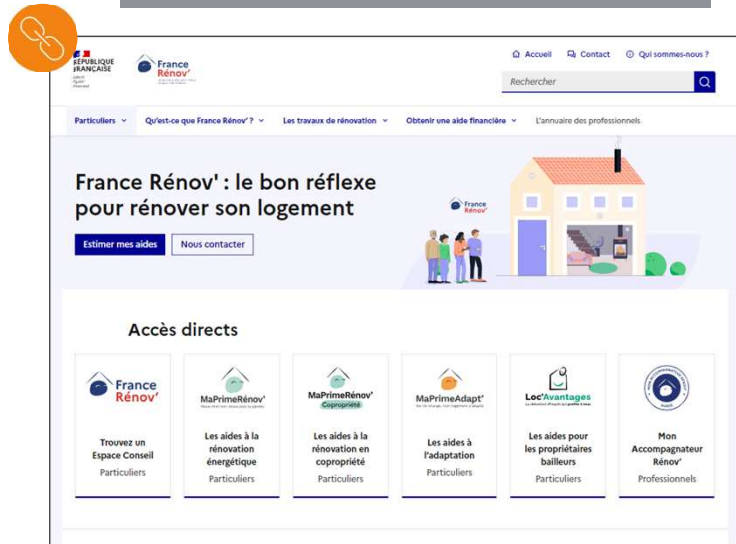 RÉPUBLIQUE
FRANÇAISE
France
Rénov'
Accueil
Contact
Qui sommes-nous ?
Rechercher
Particuliers
Qu'est-ce que France Rénov' ?
Les travaux de rénovation
Obtenir une aide financière
L'annuaire des professionnels
France Rénov' : le bon réflexe
pour rénover son logement
Estimer mes aides
Nous contacter
France
Rénov'
Accès directs
France
Rénov'
Trouvez un
Espace Conseil
Particuliers
MaPrimeRénov'
Les aides à la
rénovation
énergétique
Particuliers
MaPrimeRénov'
Copropriété
Les aides à la
rénovation en
copropriété
Particuliers
MaPrimeAdapt'
Les aides à
l'adaptation
Particuliers
Loc'Avantages
Les aides pour
les propriétaires
bailleurs
Particuliers
Mon
Accompagnateur
Rénov'
Professionnels